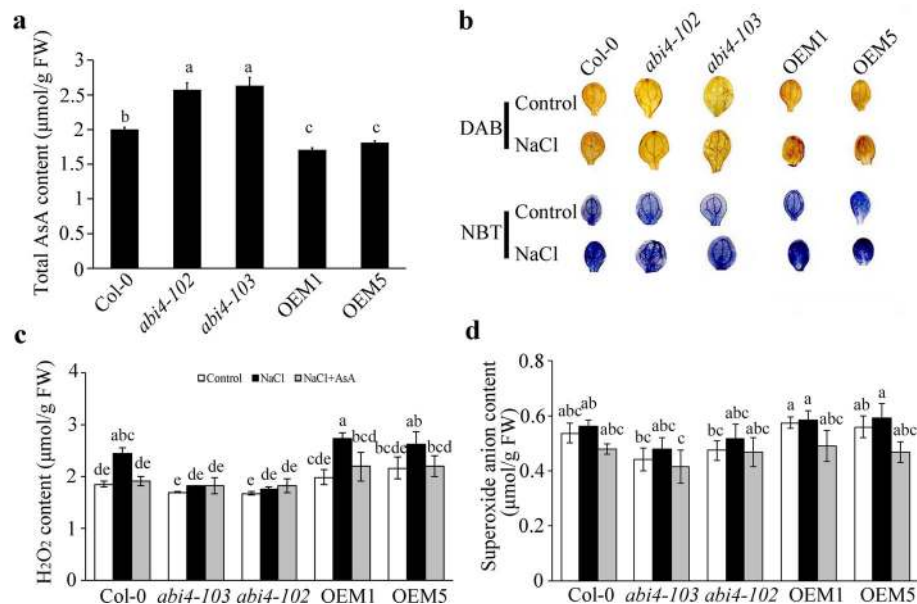 a
Total AsA content (μmol/g FW)
3
2.5
2
1.5
1
0.5
0
b
a
a
c
c
Col-0
abi4-102
abi4-103
OEM1
OEM5
b
Col-0
abi4-102
abi4-103
OEM1
OEM5
DAB
Control
NaCl
NBT
Control
NaCl
c
H2O2 content (μmol/g FW)
4
3
2
1
0
Control NaCl NaCl+AsA
de abc de
e de de
e de de
cde a bcd
bcde ab bcd
Col-0 abi4-103 abi4-102 OEM1 OEM5
d
Superoxide anion content
(μmol/g FW)
0.8
0.6
0.4
0.2
0
abc ab abc
bc abc c
bc abc abc
a a abc
abc a abc
Col-0 abi4-103 abi4-102 OEM1 OEM5